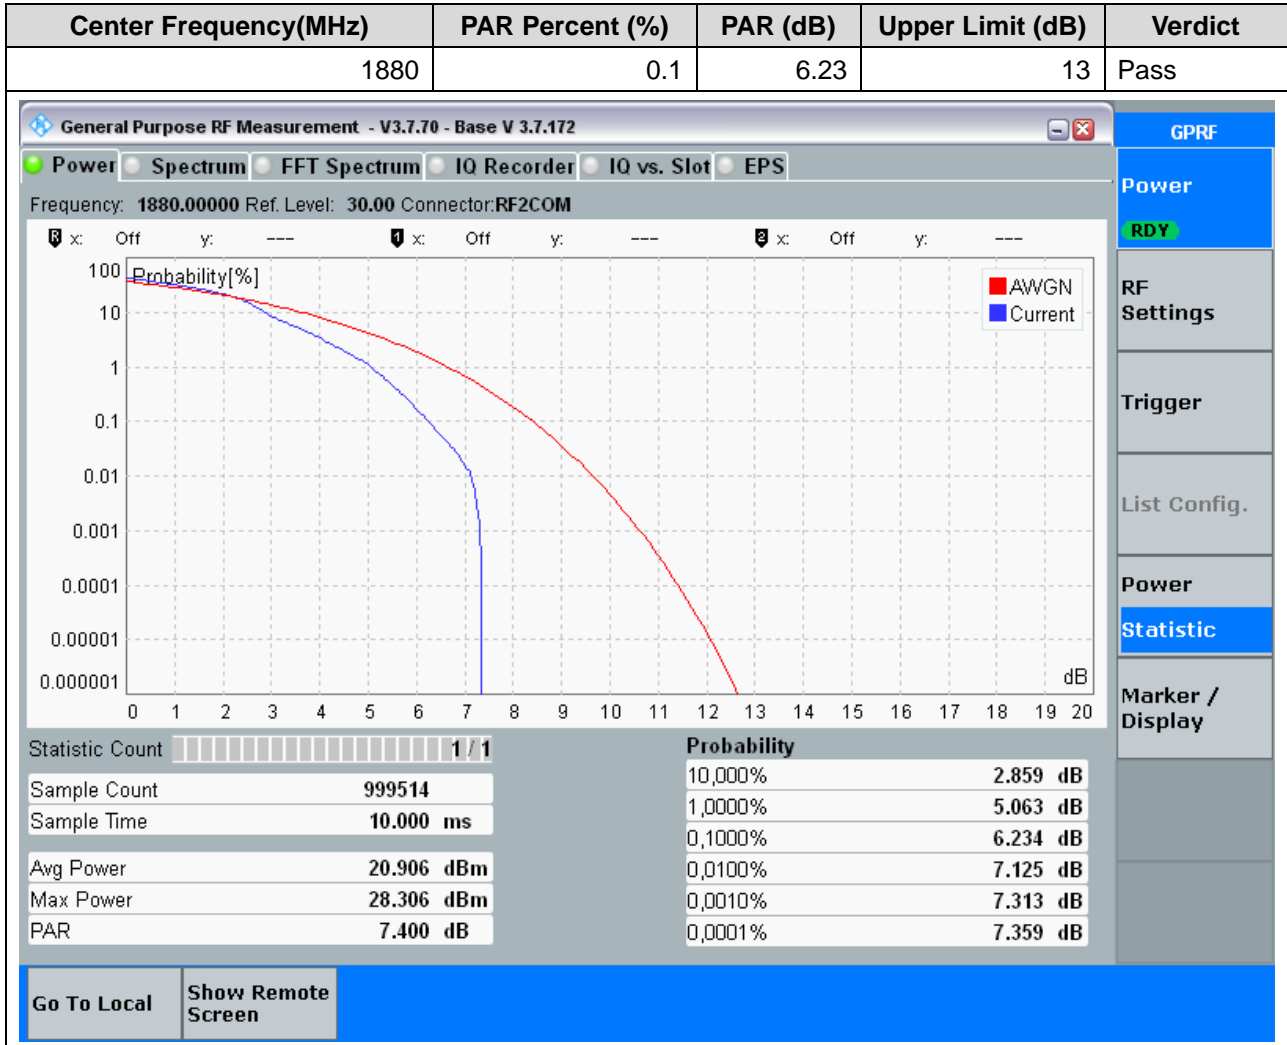 Center Frequency(MHz) PAR Percent (%) PAR (dB) Upper Limit (dB) Verdict
1880 0.1 6.23 13 Pass
General Purpose RF Measurement - V3.7.70 - Base V 3.7.172
GPRF
Power Spectrum FFT Spectrum IQ Recorder IQ vs. Slot EPS
Power
RDY
Frequency: 1880.00000 Ref. Level: 30.00 Connector:RF2COM
R x: Off y: --- 1 x: Off y: --- 2 x: Off y: ---
Probability[%]
AWGN
Current
100
10
1
0.1
0.01
0.001
0.0001
0.00001
0.000001
dB
0 1 2 3 4 5 6 7 8 9 10 11 12 13 14 15 16 17 18 19 20
RF
Settings
Trigger
List Config.
Power
Statistic
Marker /
Display
Statistic Count 1 / 1
Sample Count 999514
Sample Time 10.000 ms
Avg Power 20.906 dBm
Max Power 28.306 dBm
PAR 7.400 dB
Probability
10,000% 2.859 dB
1,0000% 5.063 dB
0,1000% 6.234 dB
0,0100% 7.125 dB
0,0010% 7.313 dB
0,0001% 7.359 dB
Go To Local
Show Remote
Screen